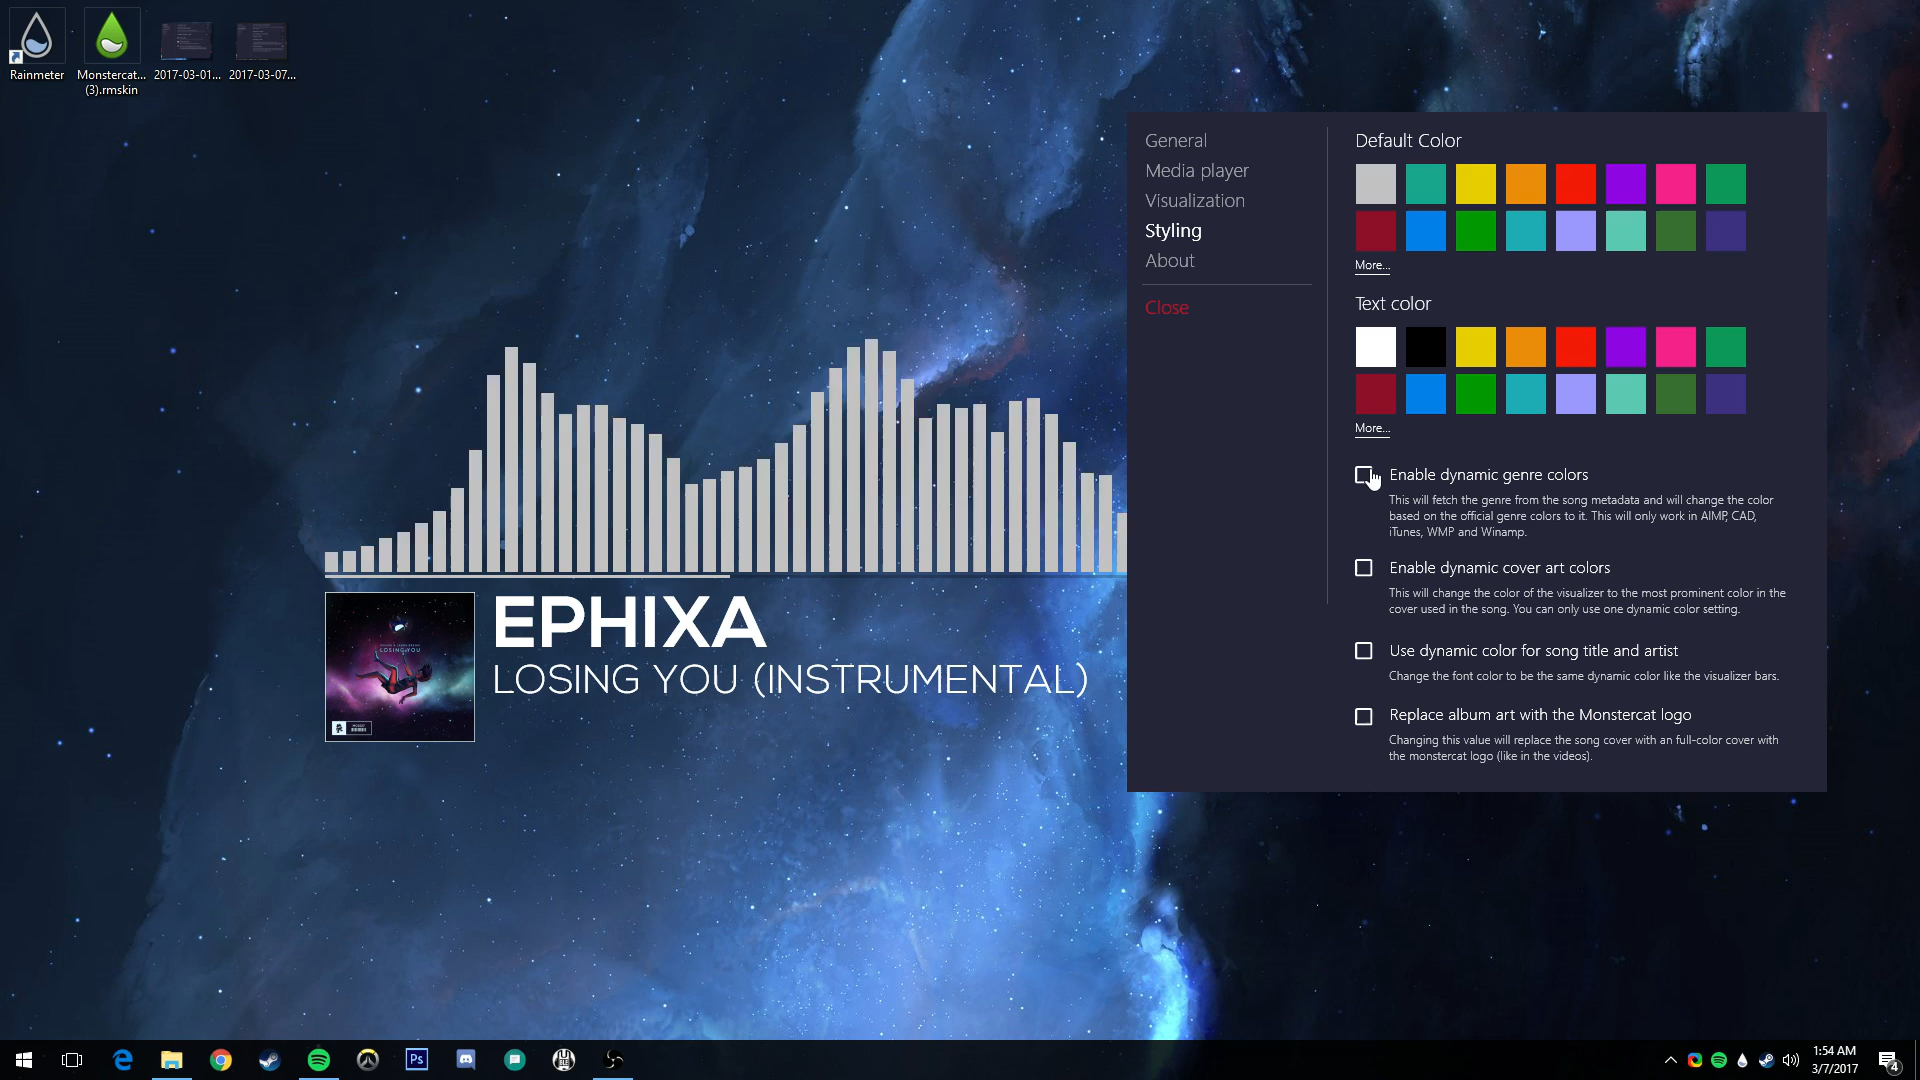 Rainmeter
Monstercat...
(3).rmskin
2017-03-01...
2017-03-07...
General
Media player
Visualization
Styling
About
Close
Default Color
More...
Text color
More...
Enable dynamic genre colors
This will fetch the genre from the song metadata and will change the color
based on the official genre colors to it. This will only work in AIMP, CAD,
iTunes, WMP and Winamp.
Enable dynamic cover art colors
This will change the color of the visualizer to the most prominent color in the
cover used in the song. You can only use one dynamic color setting.
Use dynamic color for song title and artist
Change the font color to be the same dynamic color like the visualizer bars.
Replace album art with the Monstercat logo
Changing this value will replace the song cover with an full-color cover with
the monstercat logo (like in the videos).
LOSING YOU
EPHIXA
LOSING YOU (INSTRUMENTAL)
Ps
1:54 AM
3/7/2017
4